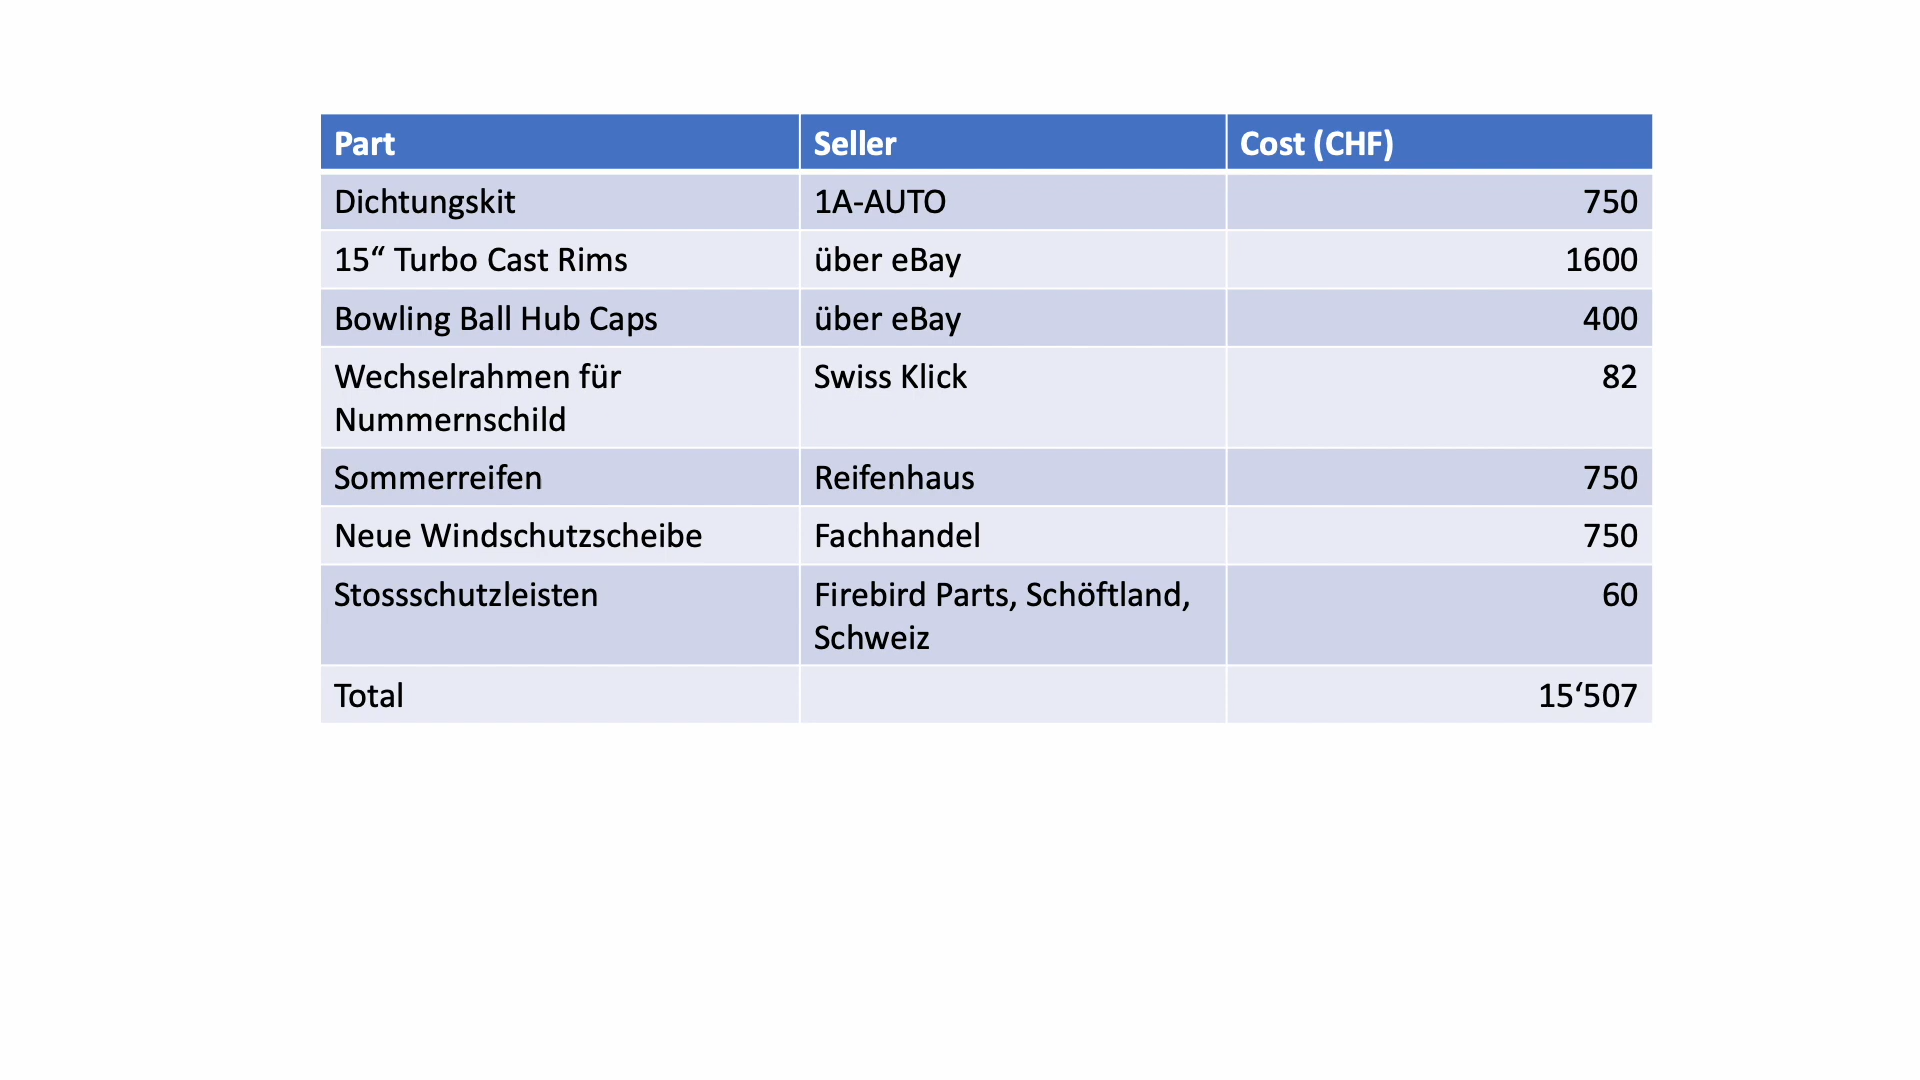 Part Seller Cost (CHF)
Dichtungskit 1A-AUTO 750
15“ Turbo Cast Rims über eBay 1600
Bowling Ball Hub Caps über eBay 400
Wechselrahmen für Swiss Klick 82
Nummernschild
Sommerreifen Reifenhaus 750
Neue Windschutzscheibe Fachhandel 750
Stossschutzleisten Firebird Parts, Schöftland, 60
Schweiz
Total 15‘507